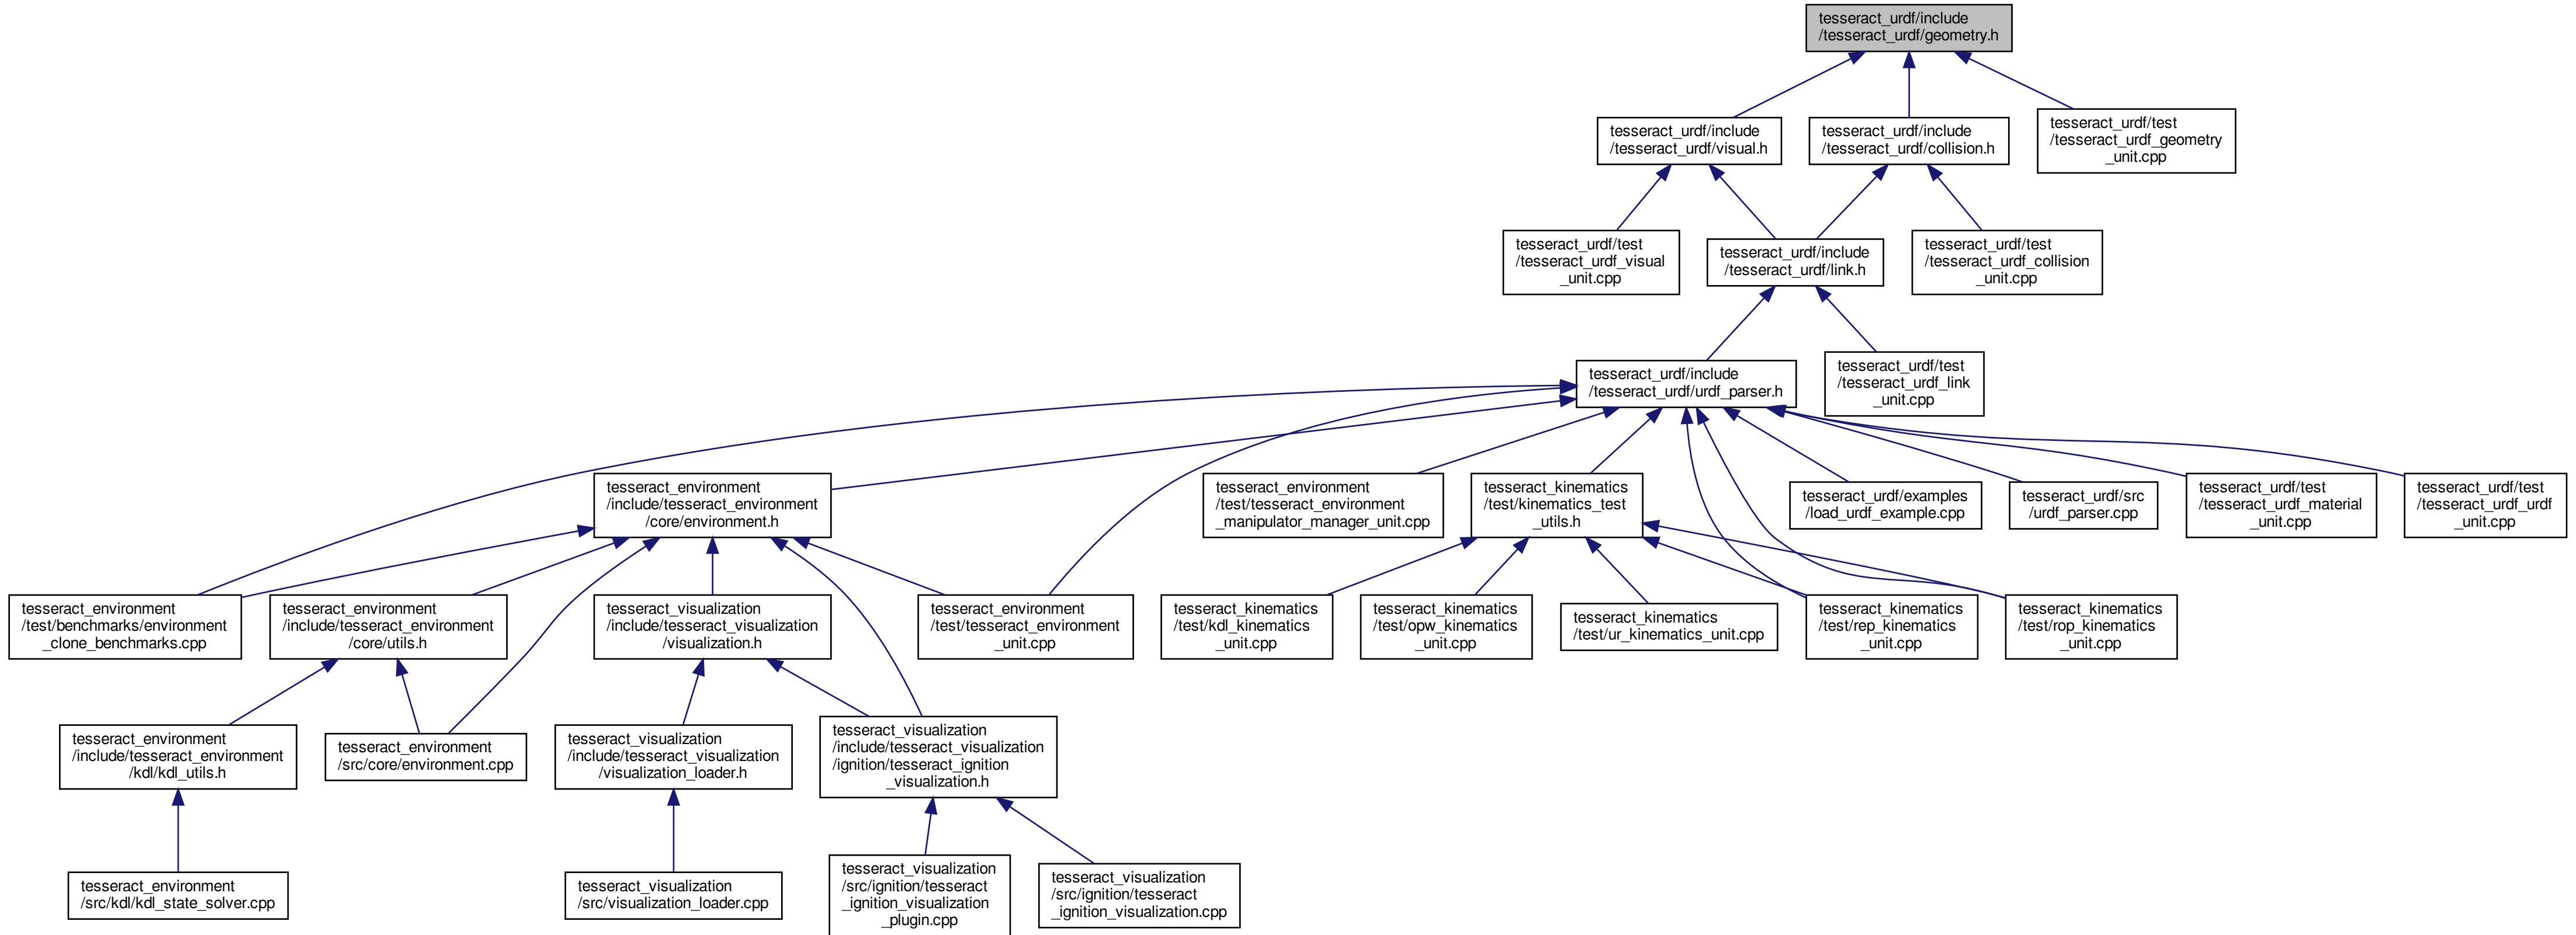 tesseract_urdf/include
/tesseract_urdf/geometry.h
tesseract_urdf/include
/tesseract_urdf/visual.h
tesseract_urdf/include
/tesseract_urdf/collision.h
tesseract_urdf/test
/tesseract_urdf_geometry
_unit.cpp
tesseract_urdf/test
/tesseract_urdf_visual
_unit.cpp
tesseract_urdf/include
/tesseract_urdf/link.h
tesseract_urdf/test
/tesseract_urdf_collision
_unit.cpp
tesseract_urdf/include
/tesseract_urdf/urdf_parser.h
tesseract_urdf/test
/tesseract_urdf_link
_unit.cpp
tesseract_environment
/include/tesseract_environment
/core/environment.h
tesseract_environment
/test/tesseract_environment
_manipulator_manager_unit.cpp
tesseract_kinematics
/test/kinematics_test
_utils.h
tesseract_urdf/examples
/load_urdf_example.cpp
tesseract_urdf/src
/urdf_parser.cpp
tesseract_urdf/test
/tesseract_urdf_material
_unit.cpp
tesseract_urdf/test
/tesseract_urdf_urdf
_unit.cpp
tesseract_environment
/test/benchmarks/environment
_clone_benchmarks.cpp
tesseract_environment
/include/tesseract_environment
/core/utils.h
tesseract_visualization
/include/tesseract_visualization
/visualization.h
tesseract_environment
/test/tesseract_environment
_unit.cpp
tesseract_kinematics
/test/kdl_kinematics
_unit.cpp
tesseract_kinematics
/test/opw_kinematics
_unit.cpp
tesseract_kinematics
/test/ur_kinematics_unit.cpp
tesseract_kinematics
/test/rep_kinematics
_unit.cpp
tesseract_kinematics
/test/rop_kinematics
_unit.cpp
tesseract_environment
/include/tesseract_environment
/kdl/kdl_utils.h
tesseract_environment
/src/core/environment.cpp
tesseract_visualization
/include/tesseract_visualization
/visualization_loader.h
tesseract_visualization
/include/tesseract_visualization
/ignition/tesseract_ignition
_visualization.h
tesseract_environment
/src/kdl/kdl_state_solver.cpp
tesseract_visualization
/src/visualization_loader.cpp
tesseract_visualization
/src/ignition/tesseract
_ignition_visualization
_plugin.cpp
tesseract_visualization
/src/ignition/tesseract
_ignition_visualization.cpp